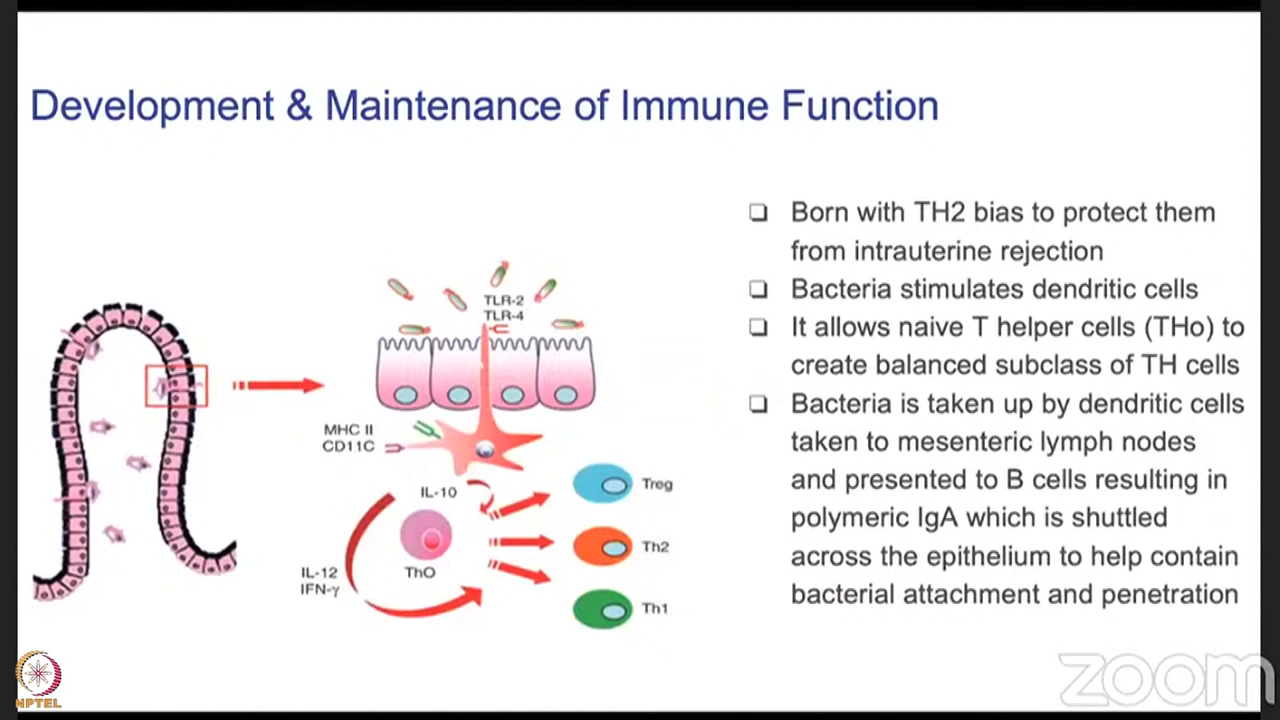 Development & Maintenance of Immune Function
TLR-2
TLR-4
MHC II
CD11C
IL-10
Treg
Th2
Th1
ThO
IL-12
IFN-γ
Born with TH2 bias to protect them
from intrauterine rejection
Bacteria stimulates dendritic cells
It allows naive T helper cells (THo) to
create balanced subclass of TH cells
Bacteria is taken up by dendritic cells
taken to mesenteric lymph nodes
and presented to B cells resulting in
polymeric IgA which is shuttled
across the epithelium to help contain
bacterial attachment and penetration
NPTEL
zoom